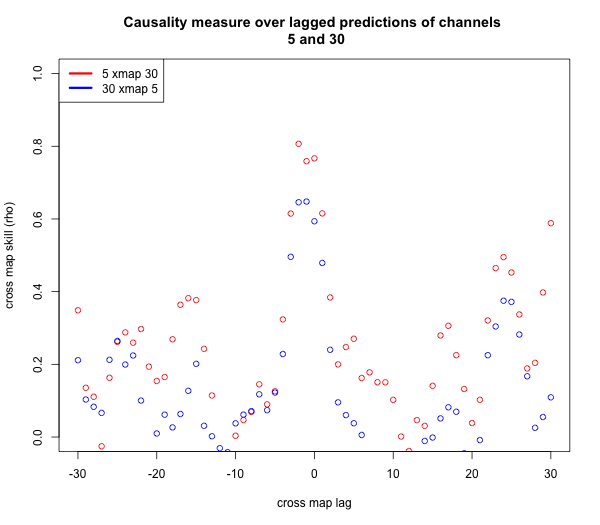 Causality measure over lagged predictions of channels
5 and 30
5 xmap 30
30 xmap 5
1.0
0.8
0.6
0.4
0.2
0.0
cross map skill (rho)
-30
-20
-10
0
10
20
30
cross map lag